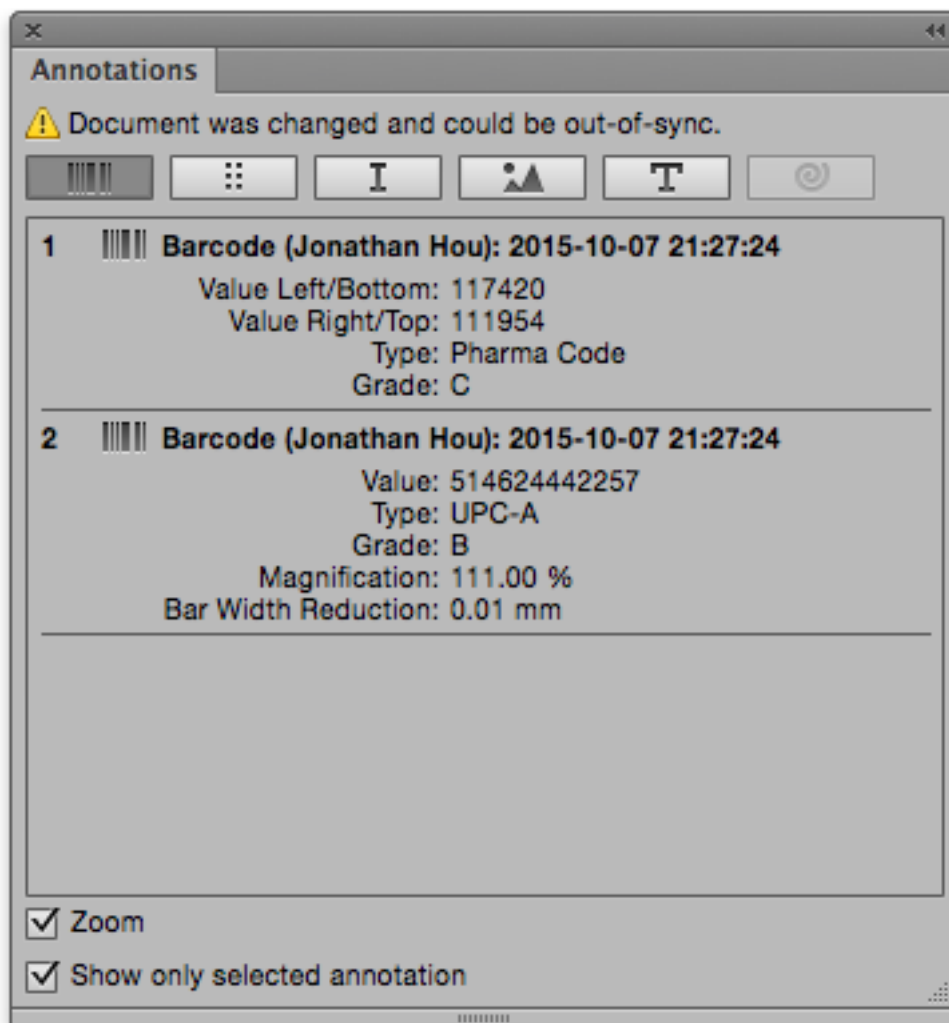 Annotations
Document was changed and could be out-of-sync.
1 Barcode (Jonathan Hou): 2015-10-07 21:27:24
Value Left/Bottom: 117420
Value Right/Top: 111954
Type: Pharma Code
Grade: C
2 Barcode (Jonathan Hou): 2015-10-07 21:27:24
Value: 514624442257
Type: UPC-A
Grade: B
Magnification: 111.00 %
Bar Width Reduction: 0.01 mm
Zoom
Show only selected annotation